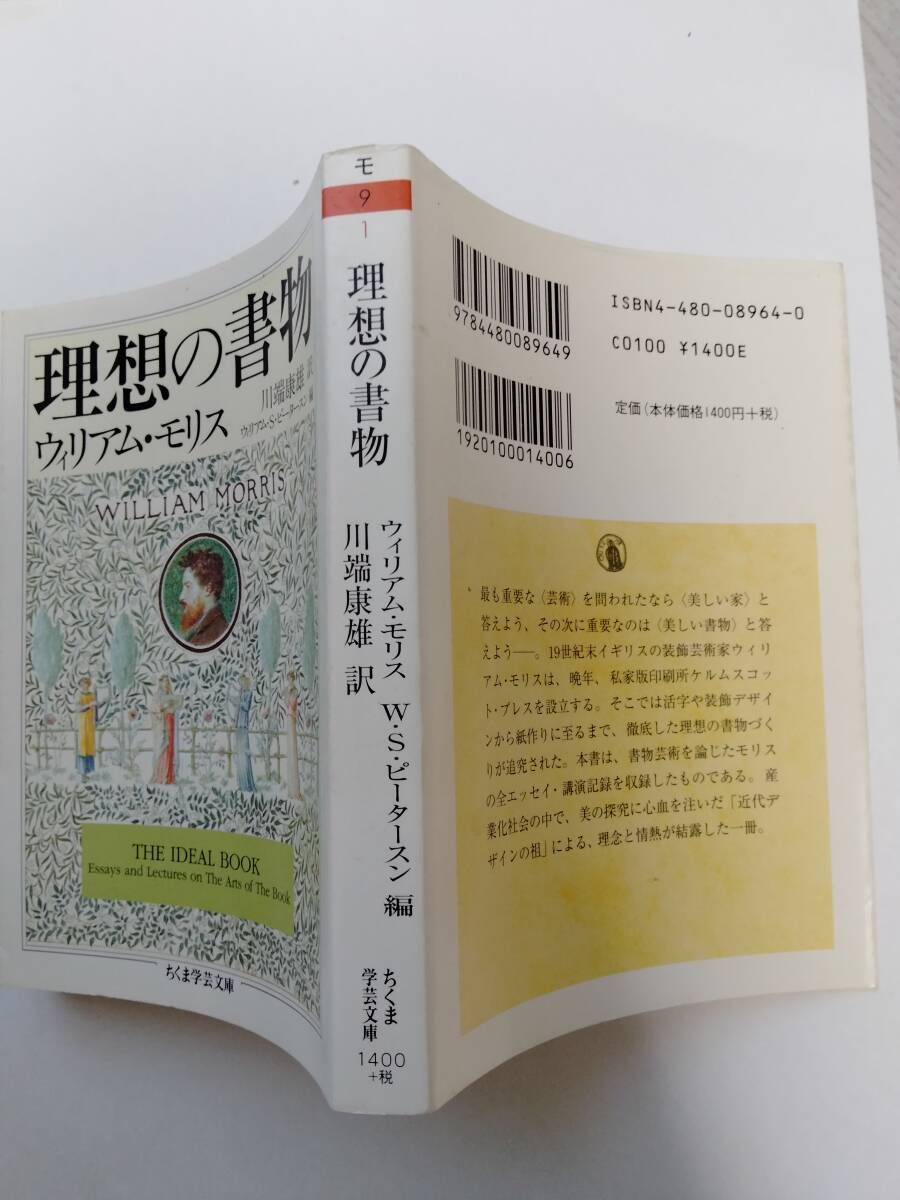 理想の書物
ウィリアム・モリス
川端康雄 訳
ウィリアム・S・ピータースン 編
WILLIAM MORRIS
THE IDEAL BOOK
Essays and Lectures on The Arts of The Book
ちくま学芸文庫
モ
9
1
理想の書物
ウィリアム・モリス W・S・ピータースン 編
川端康雄 訳
ちくま
学芸文庫
1400
+税
9784480089649
ISBN4-480-08964-0
C0100 ¥1400E
1920100014006
定価(本体価格1400円+税)
最も重要な〈芸術〉を問われたなら〈美しい家〉と
答えよう、その次に重要なのは〈美しい書物〉と答
えよう――。19世紀末イギリスの装飾芸術家ウィリ
アム・モリスは、晩年、私家版印刷所ケルムスコッ
ト・プレスを設立する。そこでは活字や装飾デザイ
ンから紙作りに至るまで、徹底した理想の書物づく
りが追究された。本書は、書物芸術を論じたモリス
の全エッセイ・講演記録を収録したものである。産
業化社会の中で、美の探究に心血を注いだ「近代デ
ザインの祖」による、理念と情熱が結露した一冊。